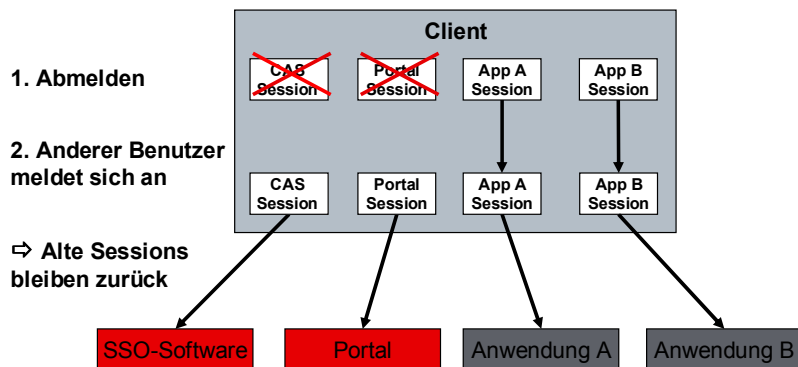 Client
1. Abmelden
CAS Session
Portal Session
App A Session
App B Session
2. Anderer Benutzer
meldet sich an
CAS Session
Portal Session
App A Session
App B Session
⇨ Alte Sessions
bleiben zurück
SSO-Software
Portal
Anwendung A
Anwendung B